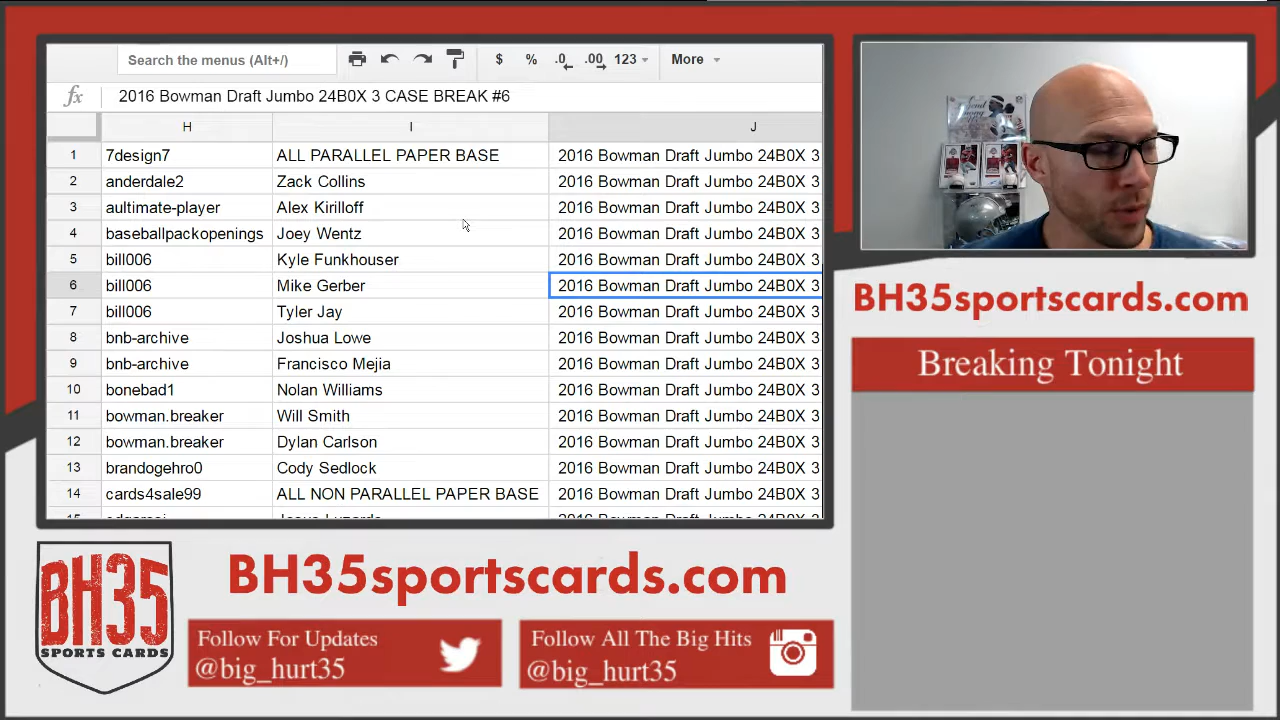 Search the menus (Alt+/)
$ % .0 .00 123 More
fx 2016 Bowman Draft Jumbo 24B0X 3 CASE BREAK #6
H I J
1 7design7 ALL PARALLEL PAPER BASE 2016 Bowman Draft Jumbo 24B0X 3
2 anderdale2 Zack Collins 2016 Bowman Draft Jumbo 24B0X 3
3 aultimate-player Alex Kirilloff 2016 Bowman Draft Jumbo 24B0X 3
4 baseballpackopenings Joey Wentz 2016 Bowman Draft Jumbo 24B0X 3
5 bill006 Kyle Funkhouser 2016 Bowman Draft Jumbo 24B0X 3
6 bill006 Mike Gerber 2016 Bowman Draft Jumbo 24B0X 3
7 bill006 Tyler Jay 2016 Bowman Draft Jumbo 24B0X 3
8 bnb-archive Joshua Lowe 2016 Bowman Draft Jumbo 24B0X 3
9 bnb-archive Francisco Mejia 2016 Bowman Draft Jumbo 24B0X 3
10 bonebad1 Nolan Williams 2016 Bowman Draft Jumbo 24B0X 3
11 bowman.breaker Will Smith 2016 Bowman Draft Jumbo 24B0X 3
12 bowman.breaker Dylan Carlson 2016 Bowman Draft Jumbo 24B0X 3
13 brandogehro0 Cody Sedlock 2016 Bowman Draft Jumbo 24B0X 3
14 cards4sale99 ALL NON PARALLEL PAPER BASE 2016 Bowman Draft Jumbo 24B0X 3
BH35sportscards.com
Breaking Tonight
BH35
SPORTS CARDS
BH35sportscards.com
Follow For Updates
@big_hurt35
Follow All The Big Hits
@big_hurt35